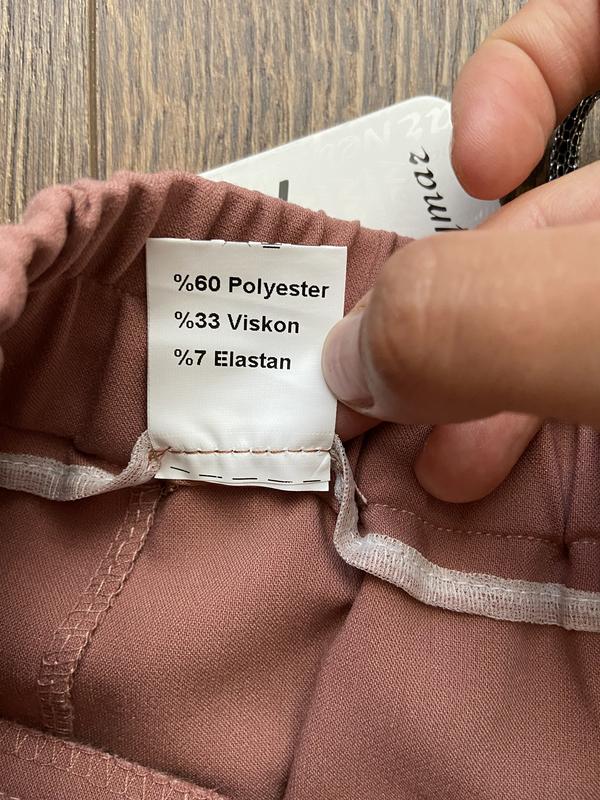 %60 Polyester
%33 Viskon
%7 Elastan